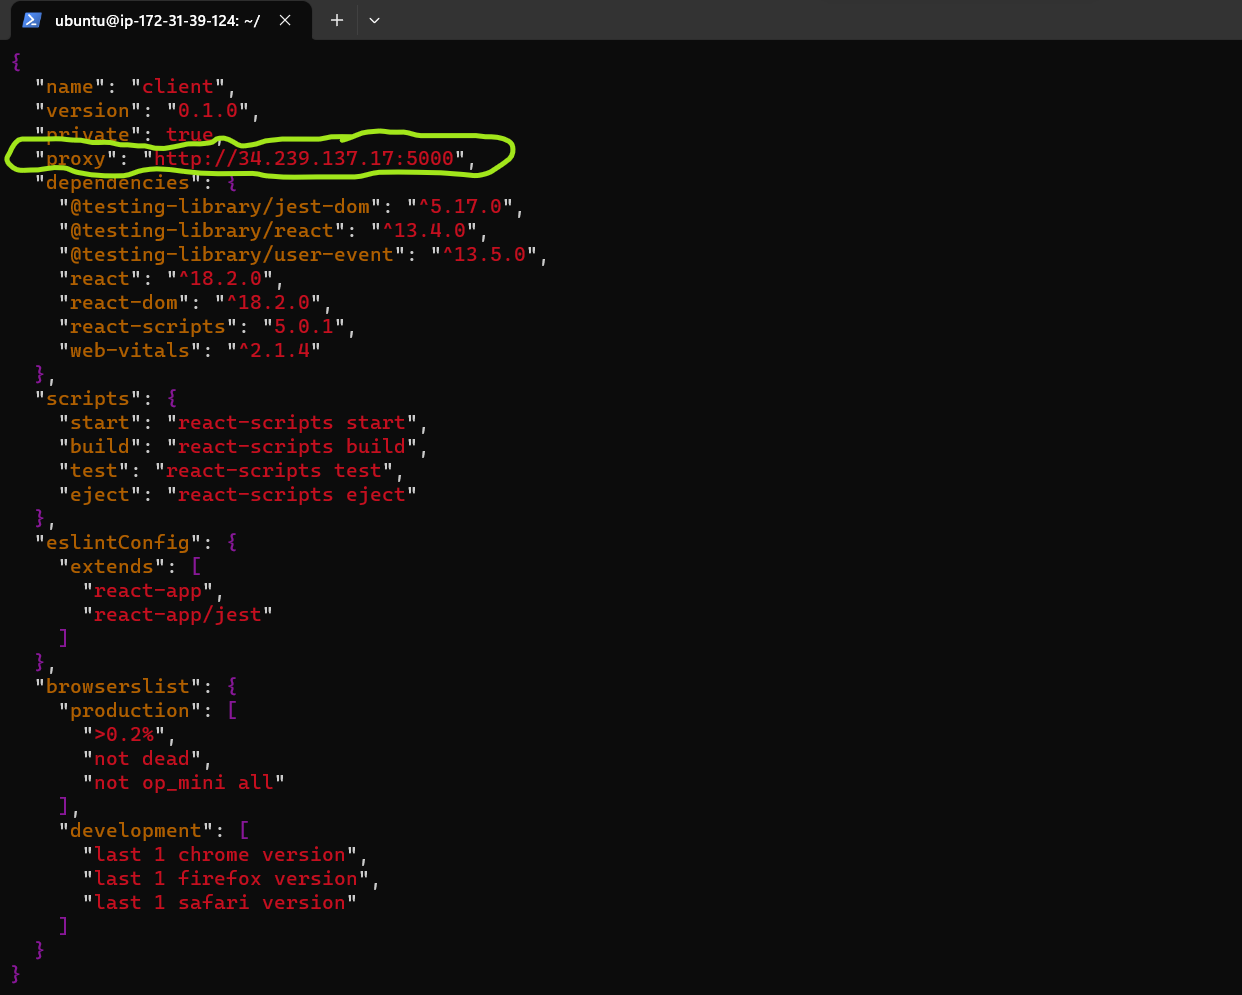 ubuntu@ip-172-31-39-124: ~/
{
  "name": "client",
  "version": "0.1.0",
  "private": true,
  "proxy": "http://34.239.137.17:5000",
  "dependencies": {
    "@testing-library/jest-dom": "^5.17.0",
    "@testing-library/react": "^13.4.0",
    "@testing-library/user-event": "^13.5.0",
    "react": "^18.2.0",
    "react-dom": "^18.2.0",
    "react-scripts": "5.0.1",
    "web-vitals": "^2.1.4"
  },
  "scripts": {
    "start": "react-scripts start",
    "build": "react-scripts build",
    "test": "react-scripts test",
    "eject": "react-scripts eject"
  },
  "eslintConfig": {
    "extends": [
      "react-app",
      "react-app/jest"
    ]
  },
  "browserslist": {
    "production": [
      ">0.2%",
      "not dead",
      "not op_mini all"
    ],
    "development": [
      "last 1 chrome version",
      "last 1 firefox version",
      "last 1 safari version"
    ]
  }
}